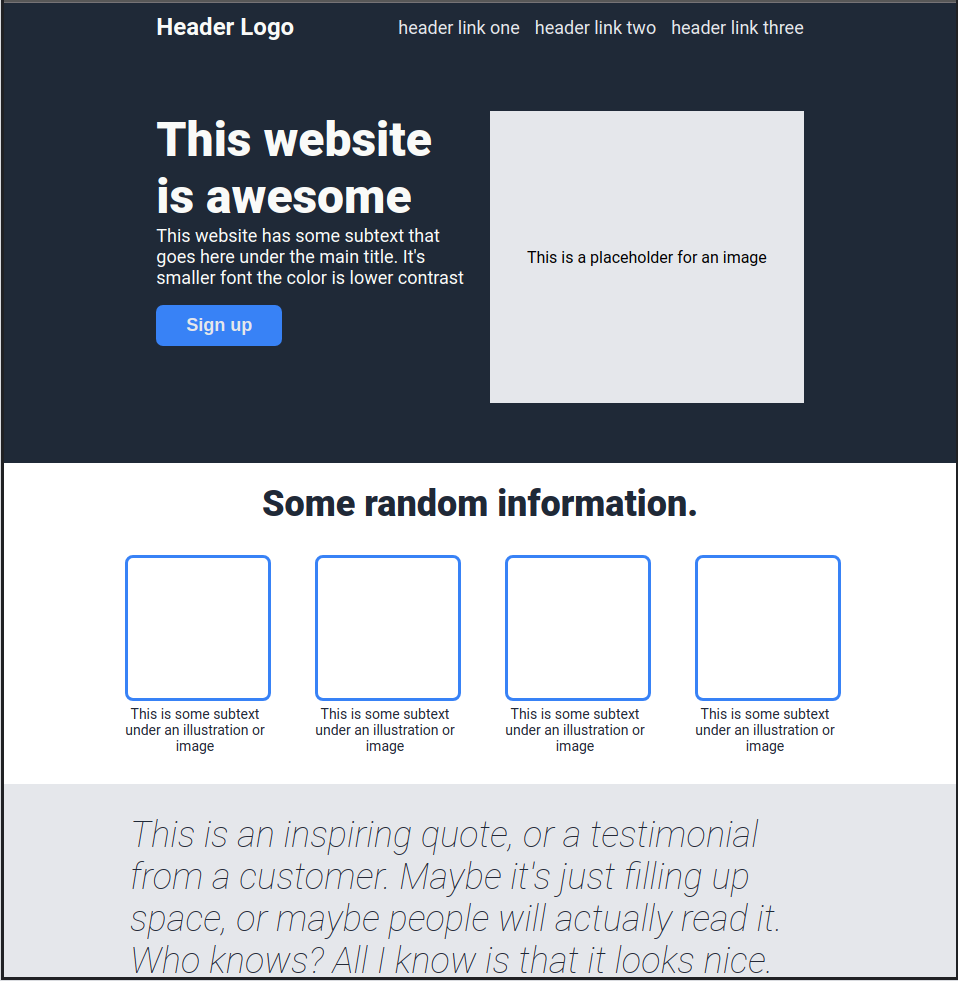 Header Logo
header link one header link two header link three
This website
is awesome
This website has some subtext that
goes here under the main title. It's
smaller font the color is lower contrast
Sign up
This is a placeholder for an image
Some random information.
This is some subtext
under an illustration or
image
This is some subtext
under an illustration or
image
This is some subtext
under an illustration or
image
This is some subtext
under an illustration or
image
This is an inspiring quote, or a testimonial
from a customer. Maybe it's just filling up
space, or maybe people will actually read it.
Who knows? All I know is that it looks nice.